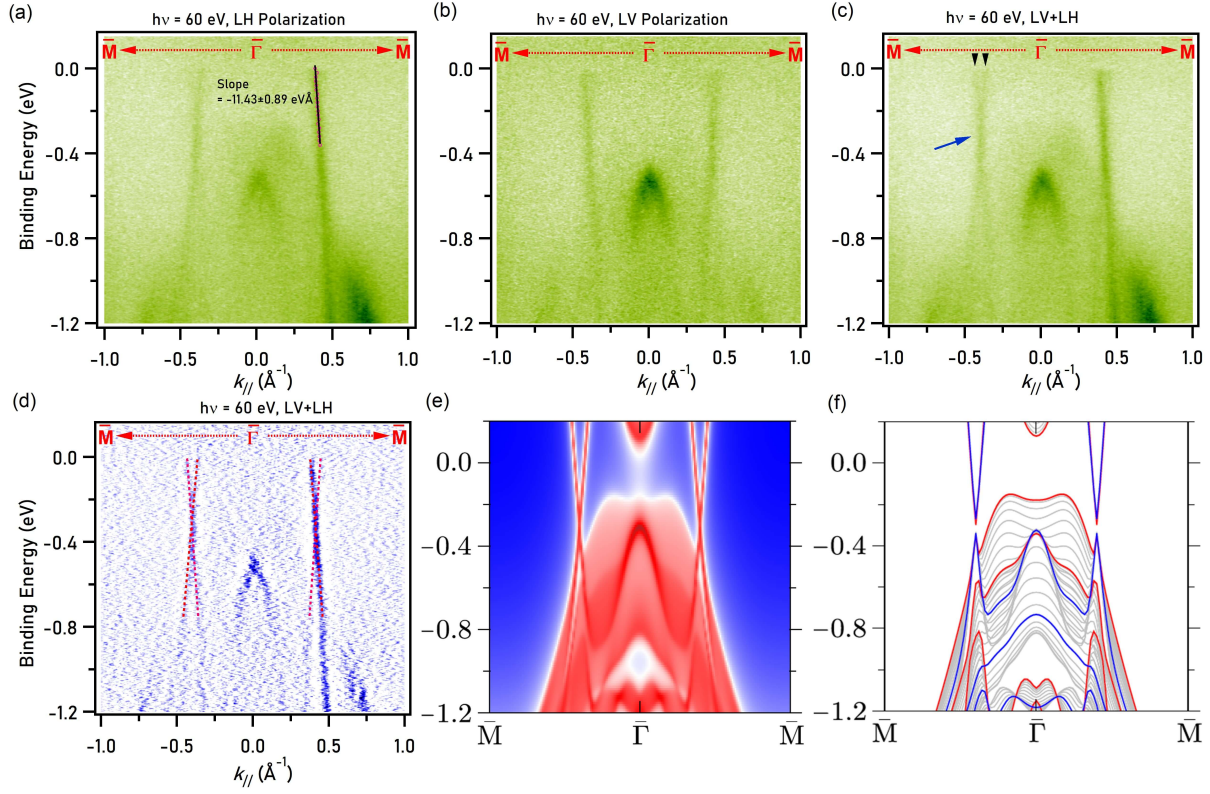 (a)
hν = 60 eV, LH Polarization
M̄ Γ̄ M̄
Slope
= -11.43±0.89 eVÅ
Binding Energy (eV)
0.0
-0.4
-0.8
-1.2
-1.0 -0.5 0.0 0.5 1.0
k// (Å⁻¹)
(b)
hν = 60 eV, LV Polarization
M̄ Γ̄ M̄
0.0
-0.4
-0.8
-1.2
-1.0 -0.5 0.0 0.5 1.0
k// (Å⁻¹)
(c)
hν = 60 eV, LV+LH
M̄ Γ̄ M̄
0.0
-0.4
-0.8
-1.2
-1.0 -0.5 0.0 0.5 1.0
k// (Å⁻¹)
(d)
hν = 60 eV, LV+LH
M̄ Γ̄ M̄
Binding Energy (eV)
0.0
-0.4
-0.8
-1.2
-1.0 -0.5 0.0 0.5 1.0
k// (Å⁻¹)
(e)
0.0
−0.4
−0.8
−1.2
M̄ Γ̄ M̄
(f)
0.0
−0.4
−0.8
−1.2
M̄ Γ̄ M̄